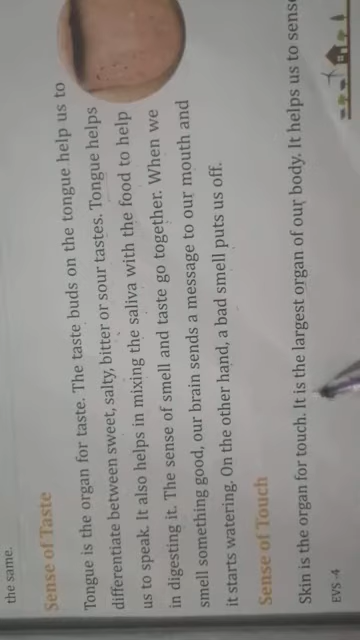 the same.
Sense of Taste
Tongue is the organ for taste. The taste buds on the tongue help us to
differentiate between sweet, salty, bitter or sour tastes. Tongue helps
us to speak. It also helps in mixing the saliva with the food to help
in digesting it. The sense of smell and taste go together. When we
smell something good, our brain sends a message to our mouth and
it starts watering. On the other hand, a bad smell puts us off.
Sense of Touch
Skin is the organ for touch. It is the largest organ of our body. It helps us to sense
EVS -4